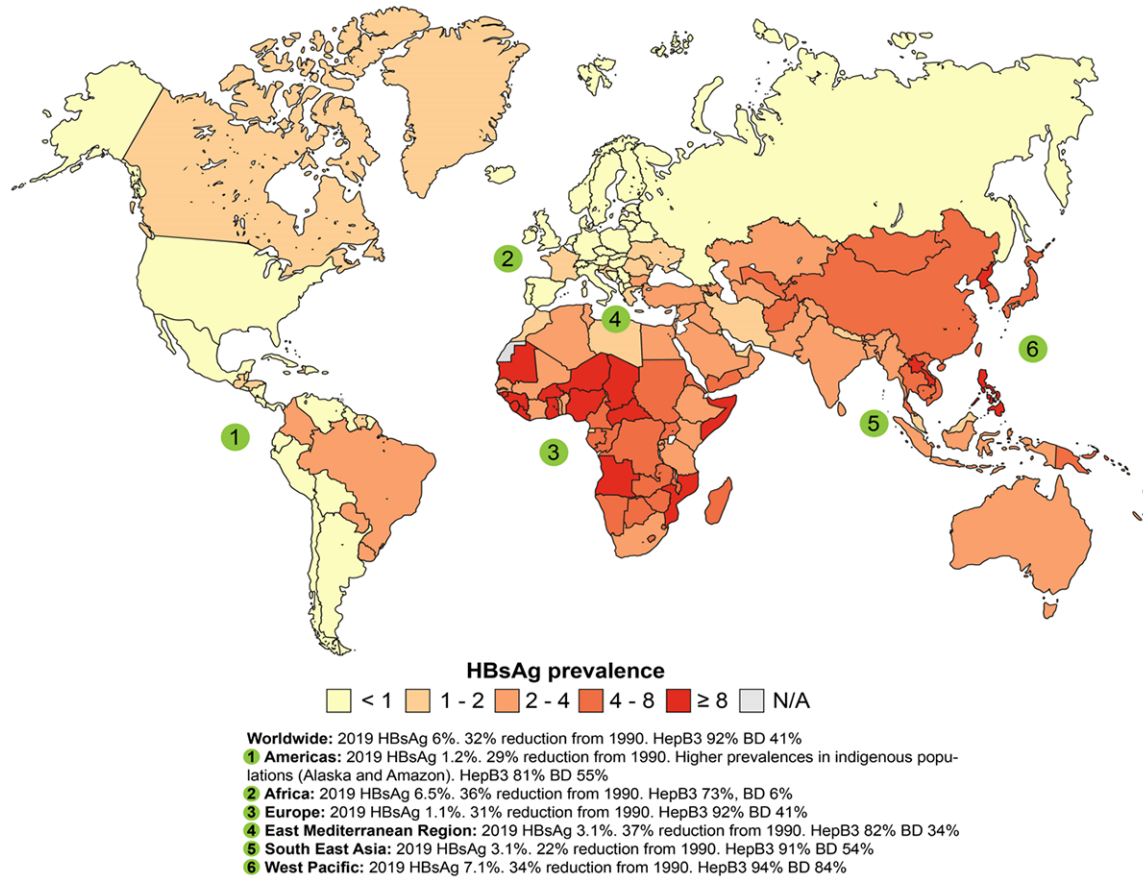 2
4
6
1
5
3
HBsAg prevalence
< 1 1 - 2 2 - 4 4 - 8 ≥ 8 N/A
Worldwide: 2019 HBsAg 6%. 32% reduction from 1990. HepB3 92% BD 41%
1 Americas: 2019 HBsAg 1.2%. 29% reduction from 1990. Higher prevalences in indigenous popu-
lations (Alaska and Amazon). HepB3 81% BD 55%
2 Africa: 2019 HBsAg 6.5%. 36% reduction from 1990. HepB3 73%, BD 6%
3 Europe: 2019 HBsAg 1.1%. 31% reduction from 1990. HepB3 92% BD 41%
4 East Mediterranean Region: 2019 HBsAg 3.1%. 37% reduction from 1990. HepB3 82% BD 34%
5 South East Asia: 2019 HBsAg 3.1%. 22% reduction from 1990. HepB3 91% BD 54%
6 West Pacific: 2019 HBsAg 7.1%. 34% reduction from 1990. HepB3 94% BD 84%